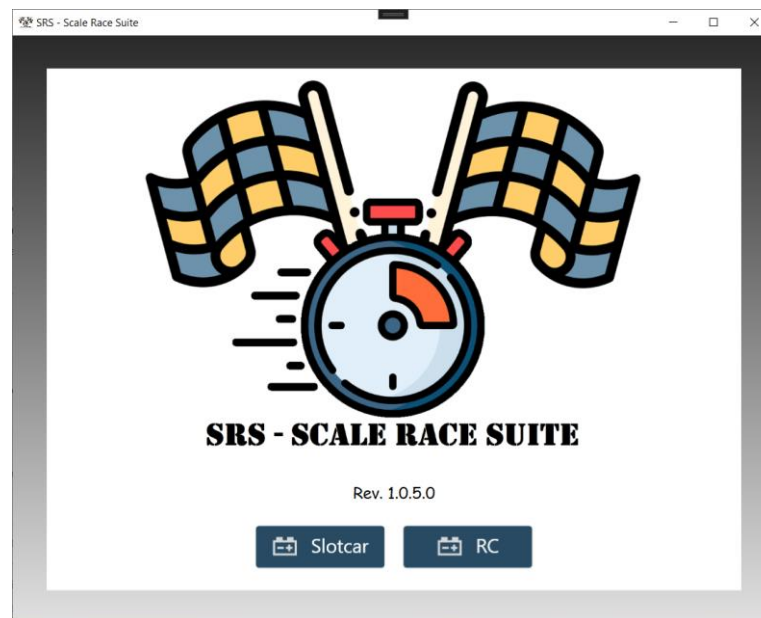 SRS - Scale Race Suite
SRS - SCALE RACE SUITE
Rev. 1.0.5.0
Slotcar
RC